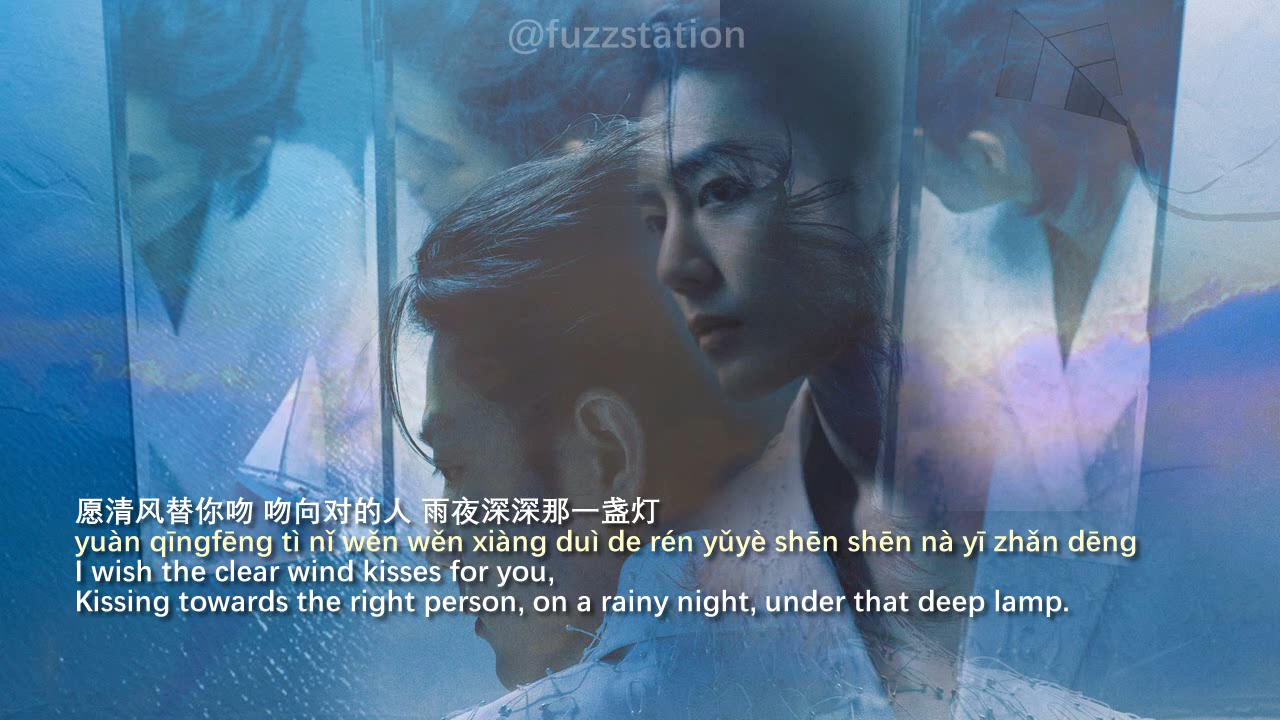 @fuzzstation
愿清风替你吻 吻向对的人 雨夜深深那一盏灯
yuàn qīngfēng tì nǐ wěn wěn xiàng duì de rén yǔyè shēn shēn nà yī zhǎn dēng
I wish the clear wind kisses for you,
Kissing towards the right person, on a rainy night, under that deep lamp.